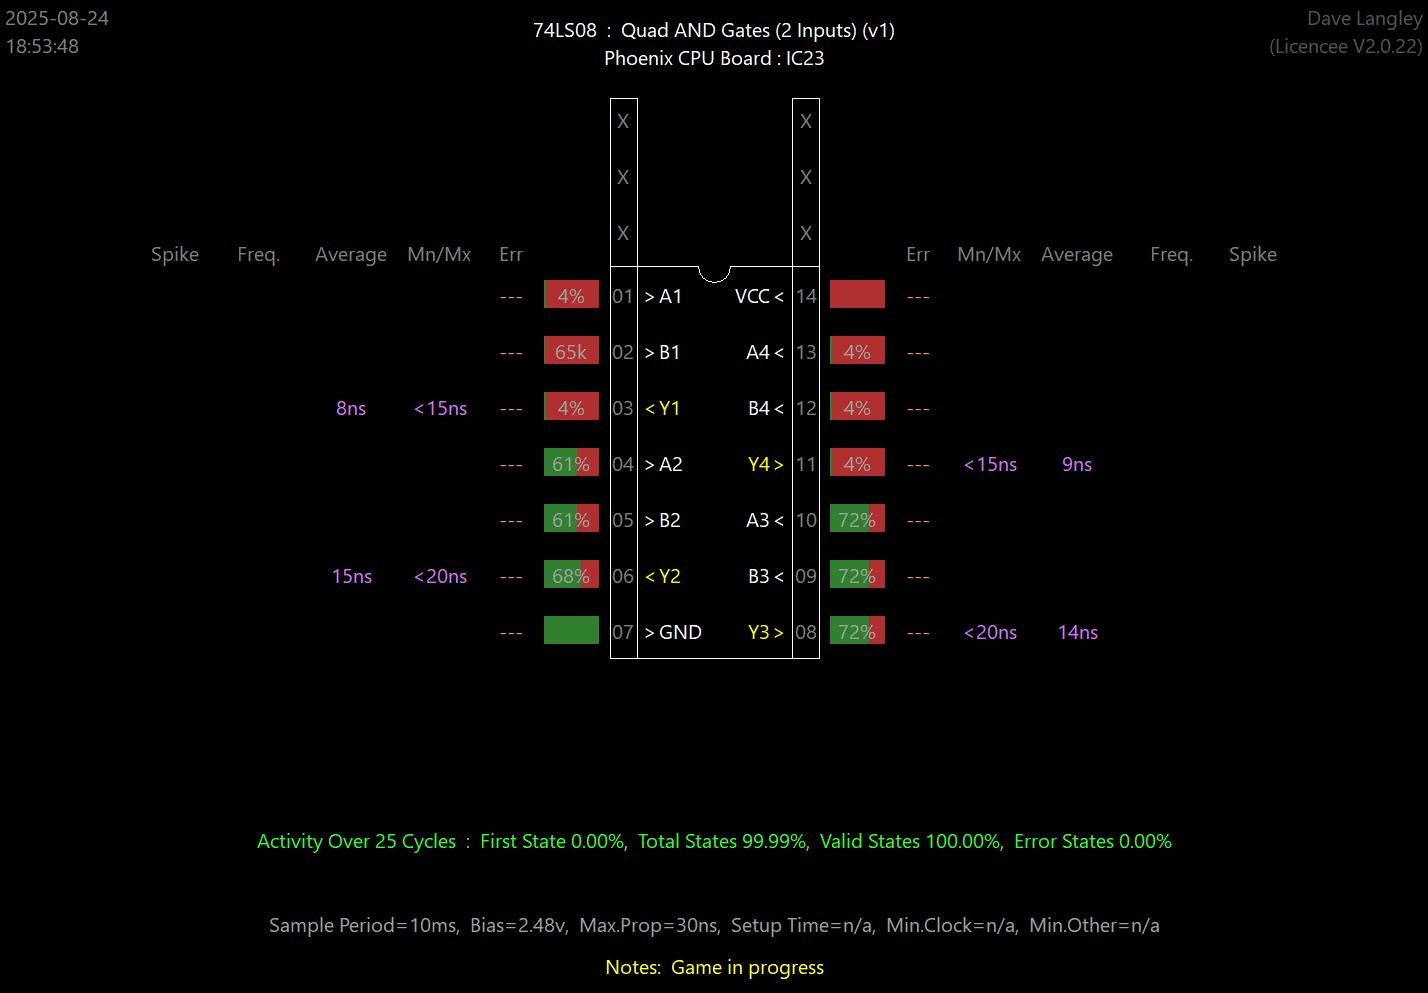 2025-08-24
18:53:48
74LS08 : Quad AND Gates (2 Inputs) (v1)
Phoenix CPU Board : IC23
Dave Langley
(Licencee V2.0.22)
X X
X X
X X
Spike Freq. Average Mn/Mx Err Err Mn/Mx Average Freq. Spike
--- 4% 01 > A1 VCC < 14 ---
--- 65k 02 > B1 A4 < 13 4% ---
8ns <15ns --- 4% 03 < Y1 B4 < 12 4% ---
--- 61% 04 > A2 Y4 > 11 4% --- <15ns 9ns
--- 61% 05 > B2 A3 < 10 72% ---
15ns <20ns --- 68% 06 < Y2 B3 < 09 72% ---
--- 07 > GND Y3 > 08 72% --- <20ns 14ns
Activity Over 25 Cycles : First State 0.00%, Total States 99.99%, Valid States 100.00%, Error States 0.00%
Sample Period=10ms, Bias=2.48v, Max.Prop=30ns, Setup Time=n/a, Min.Clock=n/a, Min.Other=n/a
Notes: Game in progress